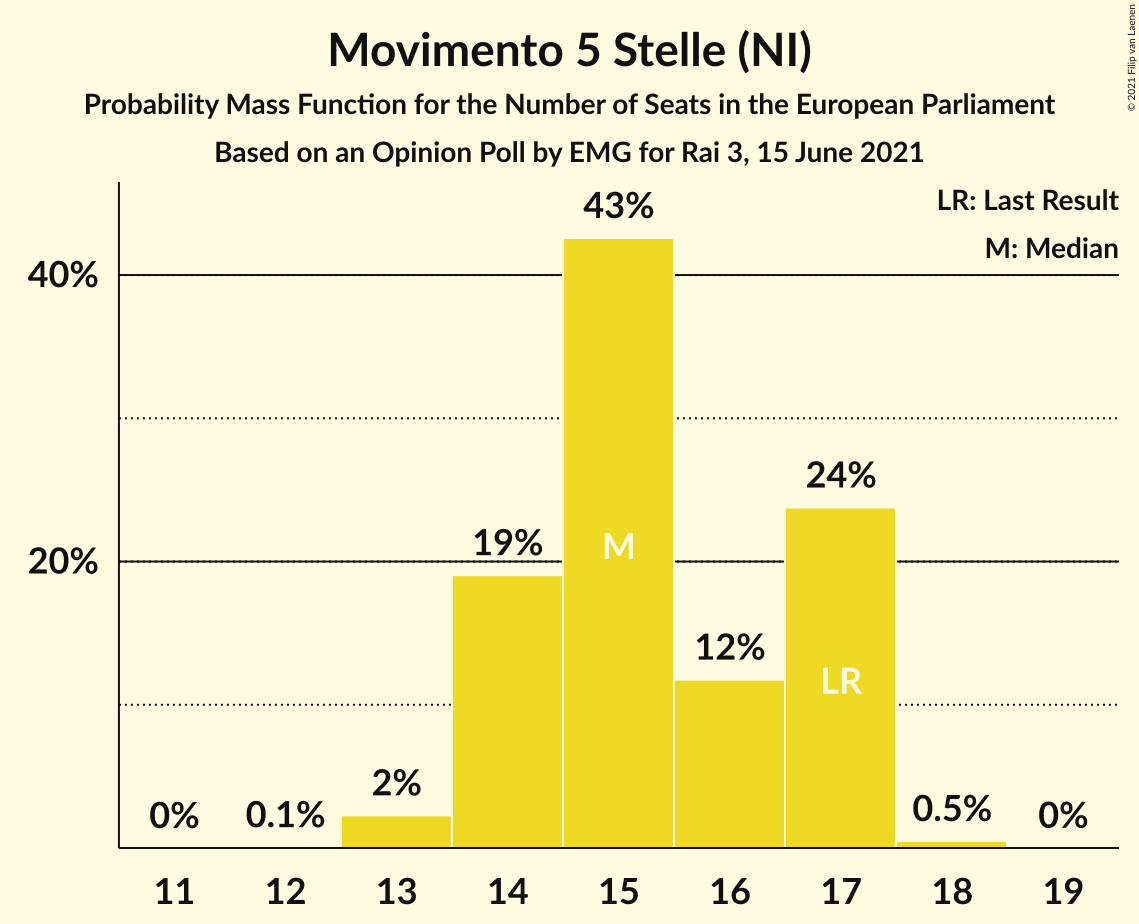 Movimento 5 Stelle (NI)
Probability Mass Function for the Number of Seats in the European Parliament
Based on an Opinion Poll by EMG for Rai 3, 15 June 2021
© 2021 Filip van Laenen
LR: Last Result
M: Median
40%
20%
0%
0.1%
2%
19%
43%
M
12%
24%
LR
0.5%
0%
11 12 13 14 15 16 17 18 19